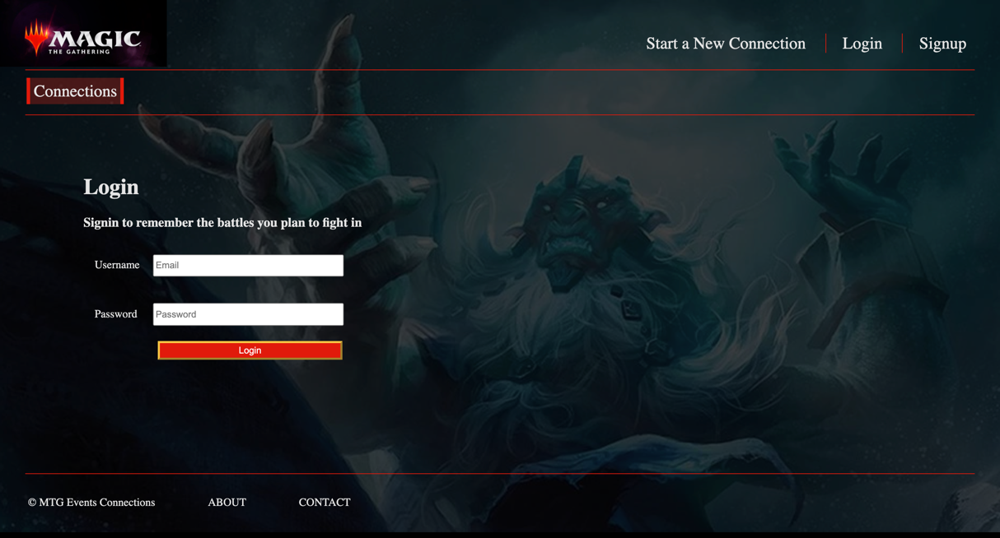 MAGIC
THE GATHERING
Start a New Connection
Login
Signup
Connections
Login
Signin to remember the battles you plan to fight in
Username
Email
Password
Password
Login
© MTG Events Connections
ABOUT
CONTACT